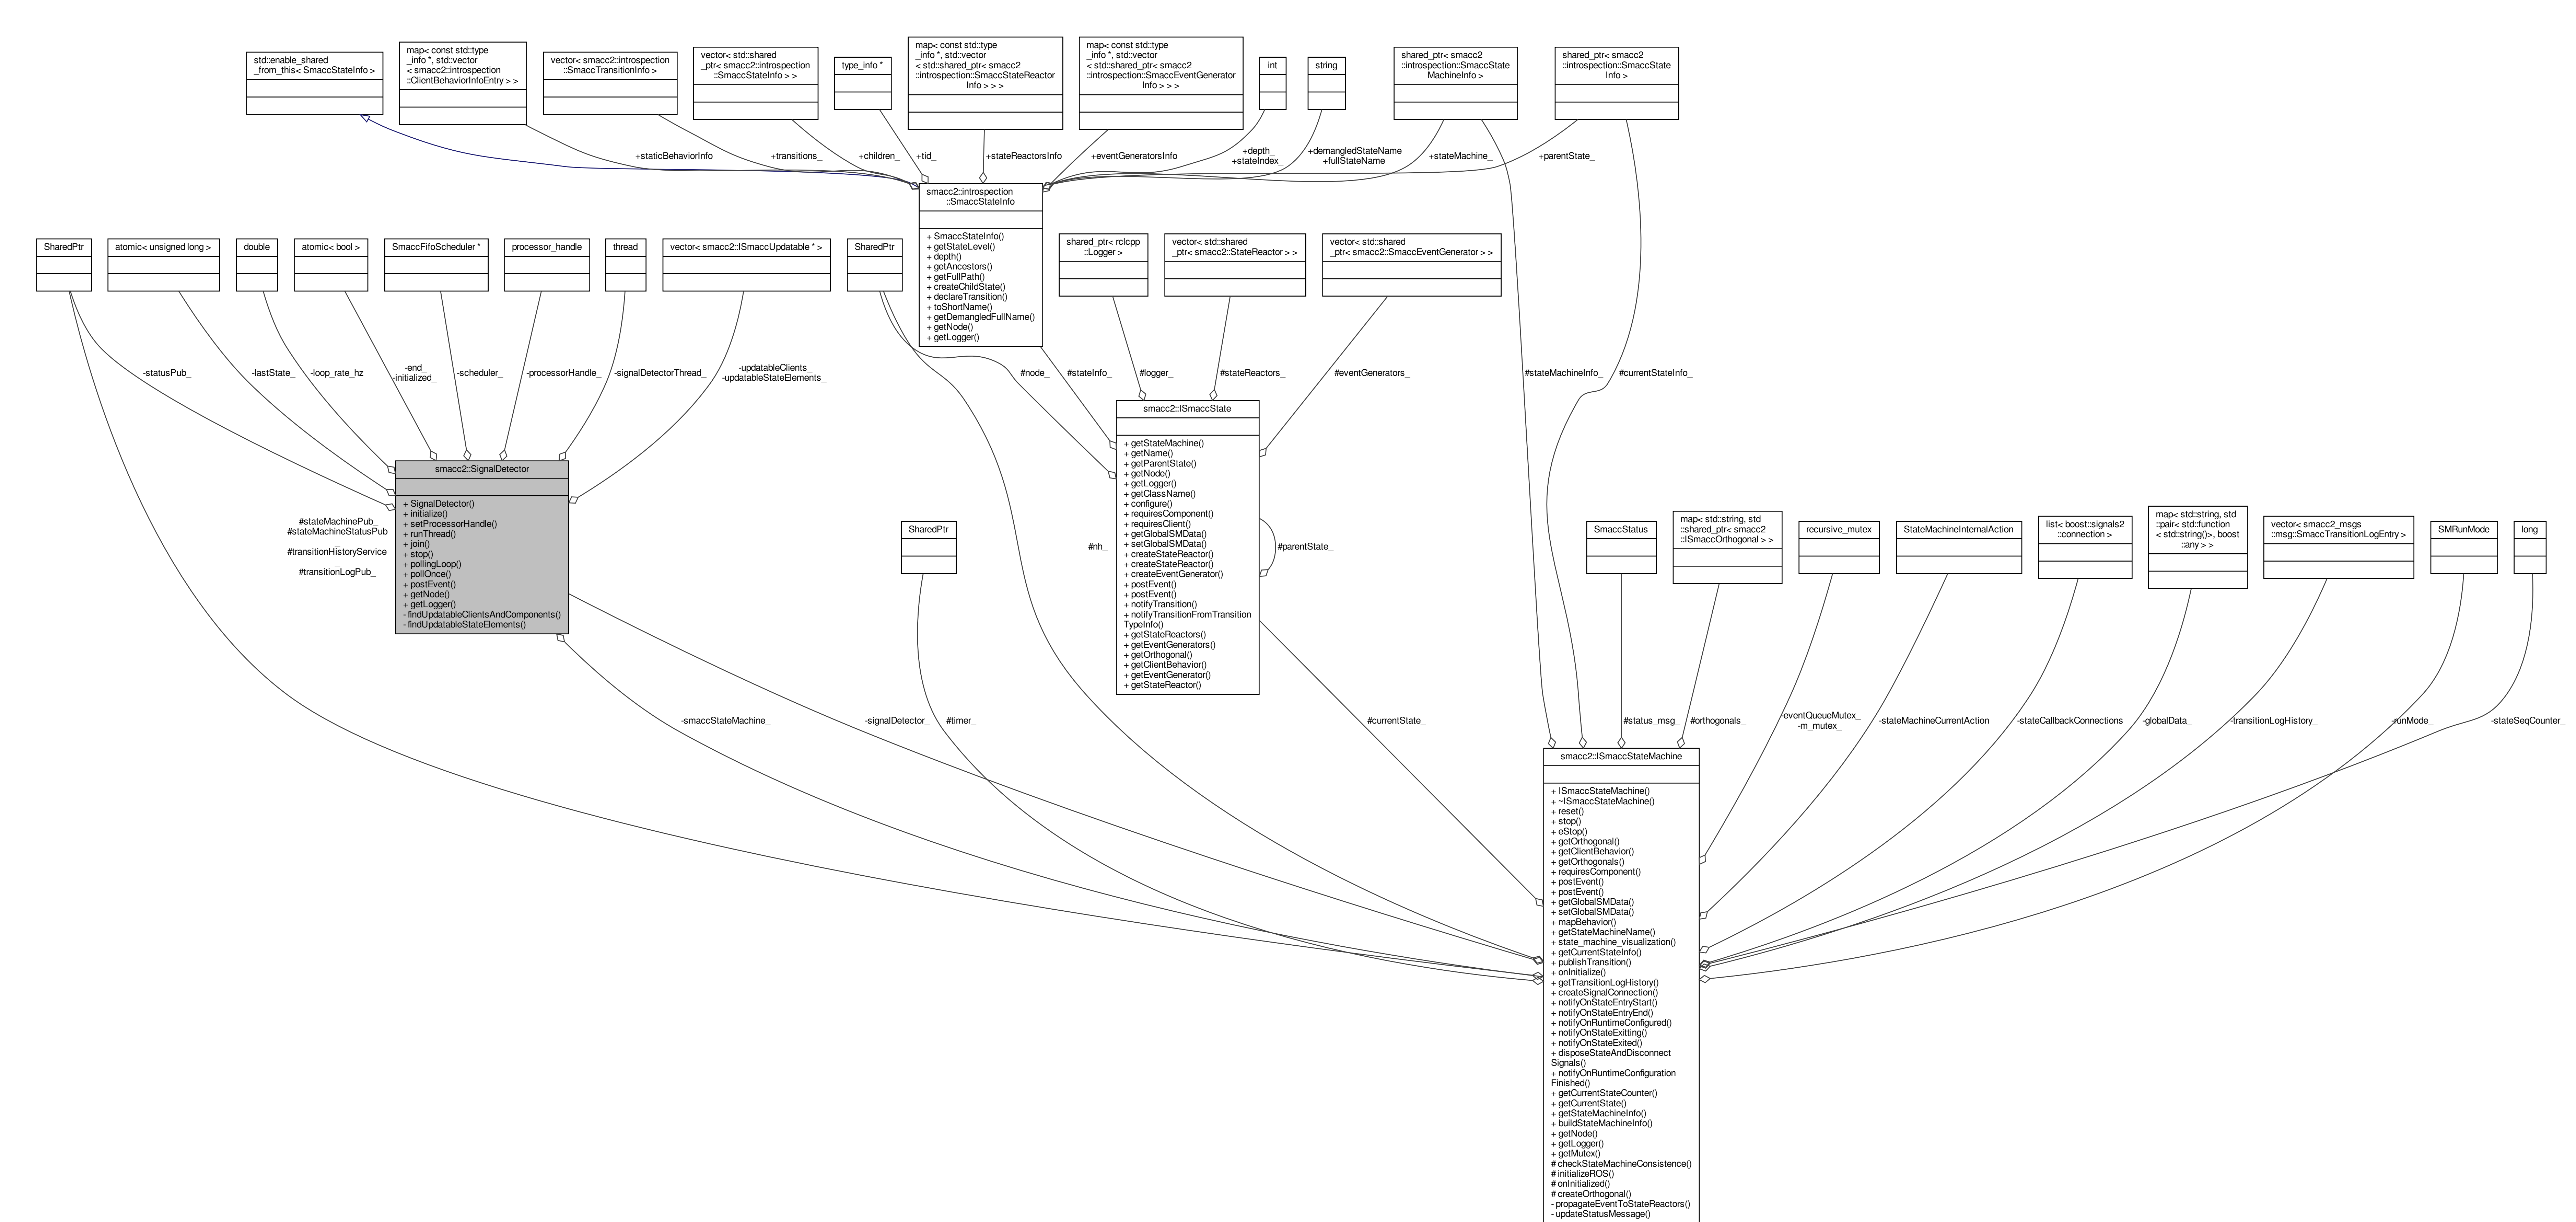 std::enable_shared
_from_this< SmaccStateInfo >
map< const std::type
_info *, std::vector
< smacc2::introspection
::ClientBehaviorInfoEntry > >
vector< smacc2::introspection
::SmaccTransitionInfo >
vector< std::shared
_ptr< smacc2::introspection
::SmaccStateInfo > >
type_info *
map< const std::type
_info *, std::vector
< std::shared_ptr< smacc2
::introspection::SmaccStateReactor
Info > > >
map< const std::type
_info *, std::vector
< std::shared_ptr< smacc2
::introspection::SmaccEventGenerator
Info > > >
int
string
shared_ptr< smacc2
::introspection::SmaccState
MachineInfo >
shared_ptr< smacc2
::introspection::SmaccState
Info >
+staticBehaviorInfo
+transitions_
+children_
+tid_
+stateReactorsInfo
+eventGeneratorsInfo
+depth_
+stateIndex_
+demangledStateName
+fullStateName
+stateMachine_
+parentState_
smacc2::introspection
::SmaccStateInfo
+ SmaccStateInfo()
+ getStateLevel()
+ depth()
+ getAncestors()
+ getFullPath()
+ createChildState()
+ declareTransition()
+ toShortName()
+ getDemangledFullName()
+ getNode()
+ getLogger()
SharedPtr
atomic< unsigned long >
double
atomic< bool >
SmaccFifoScheduler *
processor_handle
thread
vector< smacc2::ISmaccUpdatable * >
SharedPtr
shared_ptr< rclcpp
::Logger >
vector< std::shared
_ptr< smacc2::StateReactor > >
vector< std::shared
_ptr< smacc2::SmaccEventGenerator > >
-statusPub_
-lastState_
-loop_rate_hz
-end_
-initialized_
-scheduler_
-processorHandle_
-signalDetectorThread_
-updatableClients_
-updatableStateElements_
#node_
#stateInfo_
#logger_
#stateReactors_
#eventGenerators_
#stateMachineInfo_
#currentStateInfo_
smacc2::SignalDetector
+ SignalDetector()
+ initialize()
+ setProcessorHandle()
+ runThread()
+ join()
+ stop()
+ pollingLoop()
+ pollOnce()
+ postEvent()
+ getNode()
+ getLogger()
- findUpdatableClientsAndComponents()
- findUpdatableStateElements()
#stateMachinePub_
#stateMachineStatusPub
_
#transitionHistoryService
_
#transitionLogPub_
smacc2::ISmaccState
+ getStateMachine()
+ getName()
+ getParentState()
+ getNode()
+ getLogger()
+ getClassName()
+ configure()
+ requiresComponent()
+ requiresClient()
+ getGlobalSMData()
+ setGlobalSMData()
+ createStateReactor()
+ createStateReactor()
+ createEventGenerator()
+ postEvent()
+ postEvent()
+ notifyTransition()
+ notifyTransitionFromTransition
TypeInfo()
+ getStateReactors()
+ getEventGenerators()
+ getOrthogonal()
+ getClientBehavior()
+ getEventGenerator()
+ getStateReactor()
#nh_
#parentState_
SharedPtr
SmaccStatus
map< std::string, std
::shared_ptr< smacc2
::ISmaccOrthogonal > >
recursive_mutex
StateMachineInternalAction
list< boost::signals2
::connection >
map< std::string, std
::pair< std::function
< std::string()>, boost
::any > >
vector< smacc2_msgs
::msg::SmaccTransitionLogEntry >
SMRunMode
long
-smaccStateMachine_
-signalDetector_
#timer_
#currentState_
#status_msg_
#orthogonals_
-eventQueueMutex_
-m_mutex_
-stateMachineCurrentAction
-stateCallbackConnections
-globalData_
-transitionLogHistory_
-runMode_
-stateSeqCounter_
smacc2::ISmaccStateMachine
+ ISmaccStateMachine()
+ ~ISmaccStateMachine()
+ reset()
+ stop()
+ eStop()
+ getOrthogonal()
+ getClientBehavior()
+ getOrthogonals()
+ requiresComponent()
+ postEvent()
+ postEvent()
+ getGlobalSMData()
+ setGlobalSMData()
+ mapBehavior()
+ getStateMachineName()
+ state_machine_visualization()
+ getCurrentStateInfo()
+ publishTransition()
+ onInitialize()
+ getTransitionLogHistory()
+ createSignalConnection()
+ notifyOnStateEntryStart()
+ notifyOnStateEntryEnd()
+ notifyOnRuntimeConfigured()
+ notifyOnStateExitting()
+ notifyOnStateExited()
+ disposeStateAndDisconnect
Signals()
+ notifyOnRuntimeConfiguration
Finished()
+ getCurrentStateCounter()
+ getCurrentState()
+ getStateMachineInfo()
+ buildStateMachineInfo()
+ getNode()
+ getLogger()
+ getMutex()
# checkStateMachineConsistence()
# initializeROS()
# onInitialized()
# createOrthogonal()
- propagateEventToStateReactors()
- updateStatusMessage()